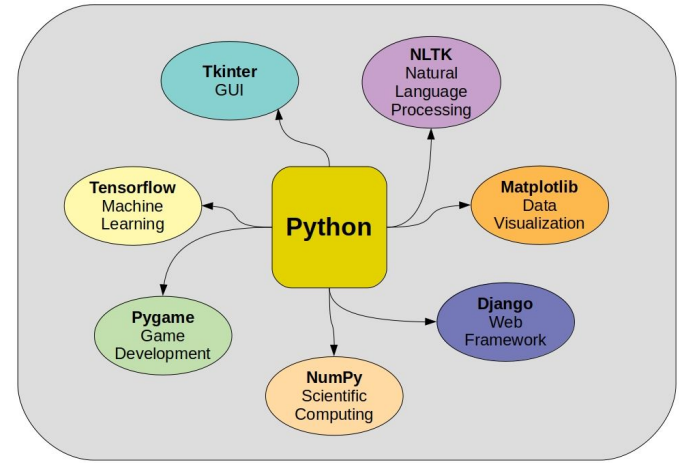 Tkinter
GUI
NLTK
Natural
Language
Processing
Tensorflow
Machine
Learning
Python
Matplotlib
Data
Visualization
Pygame
Game
Development
Django
Web
Framework
NumPy
Scientific
Computing